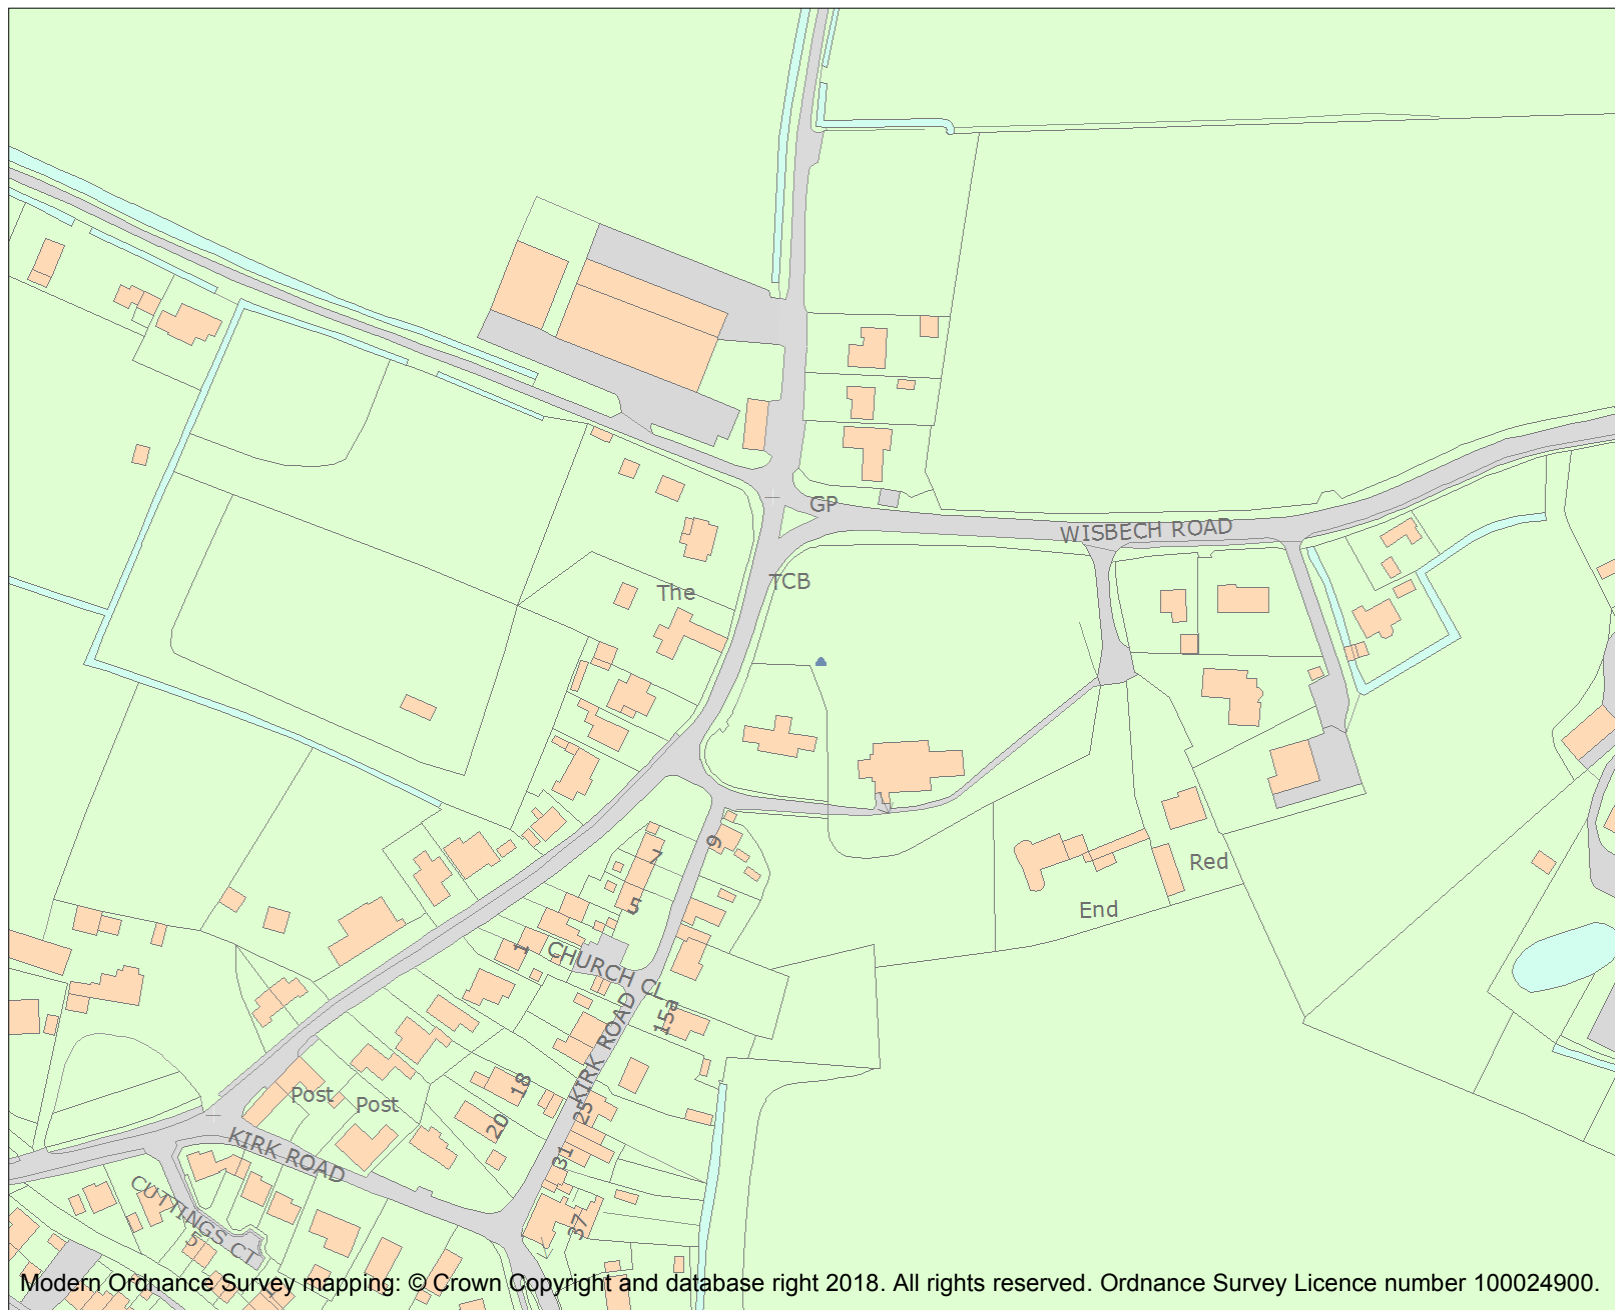 GP
WISBECH ROAD
TCB
The
9
7
Red
5
End
1
CHURCH CL
15a
KIRK ROAD
18
Post
Post
25
20
KIRK ROAD
31
CUTTINGS CT
37
5
Modern Ordnance Survey mapping: © Crown Copyright and database right 2018. All rights reserved. Ordnance Survey Licence number 100024900.